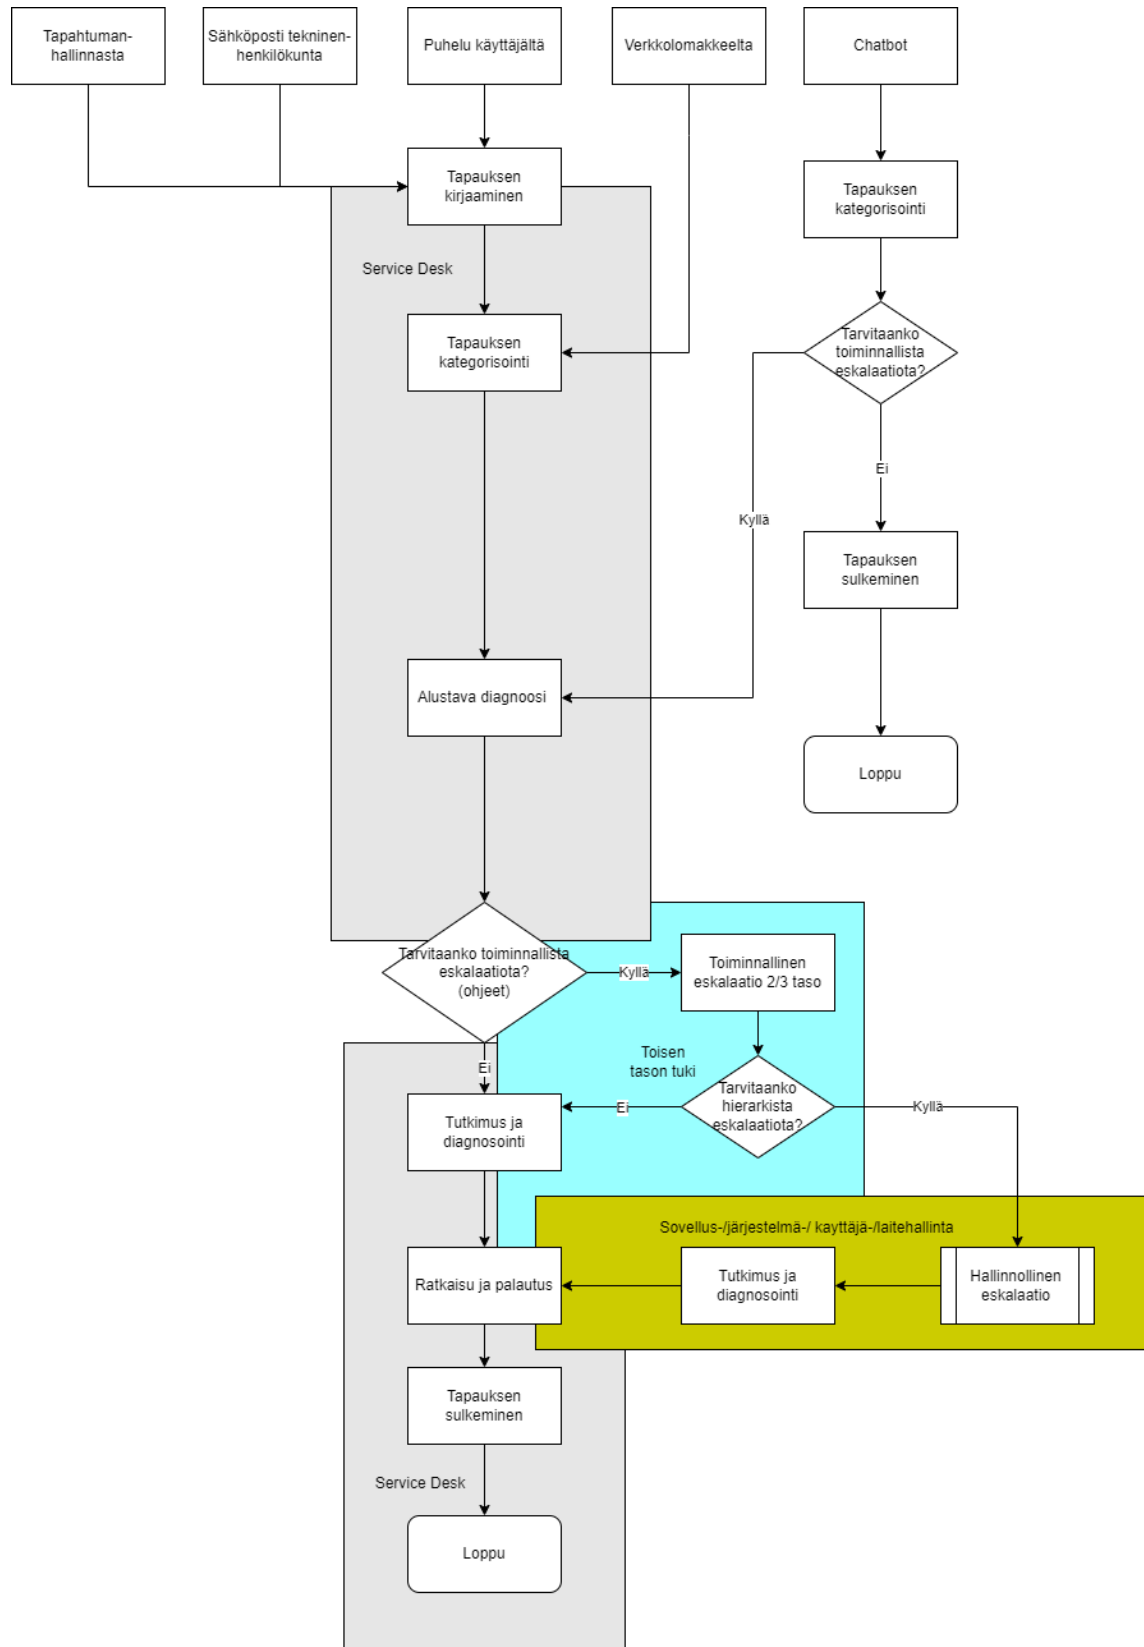 Tapahtuman-
hallinnasta
Sähköposti tekninen-
henkilökunta
Puhelu käyttäjältä
Verkkolomakkeelta
Chatbot
Tapauksen
kirjaaminen
Tapauksen
kategorisointi
Service Desk
Tapauksen
kategorisointi
Tarvitaanko
toiminnallista
eskalaatiota?
Ei
Kyllä
Tapauksen
sulkeminen
Alustava diagnoosi
Loppu
Tarvitaanko toiminnallista
eskalaatiota?
(ohjeet)
Kyllä
Toiminnallinen
eskalaatio 2/3 taso
Ei
Toisen
tason tuki
Tarvitaanko
hierarkista
eskalaatiota?
Ei
Kyllä
Tutkimus ja
diagnosointi
Sovellus-/järjestelmä-/ kayttäjä-/laitehallinta
Ratkaisu ja palautus
Tutkimus ja
diagnosointi
Hallinnollinen
eskalaatio
Tapauksen
sulkeminen
Service Desk
Loppu